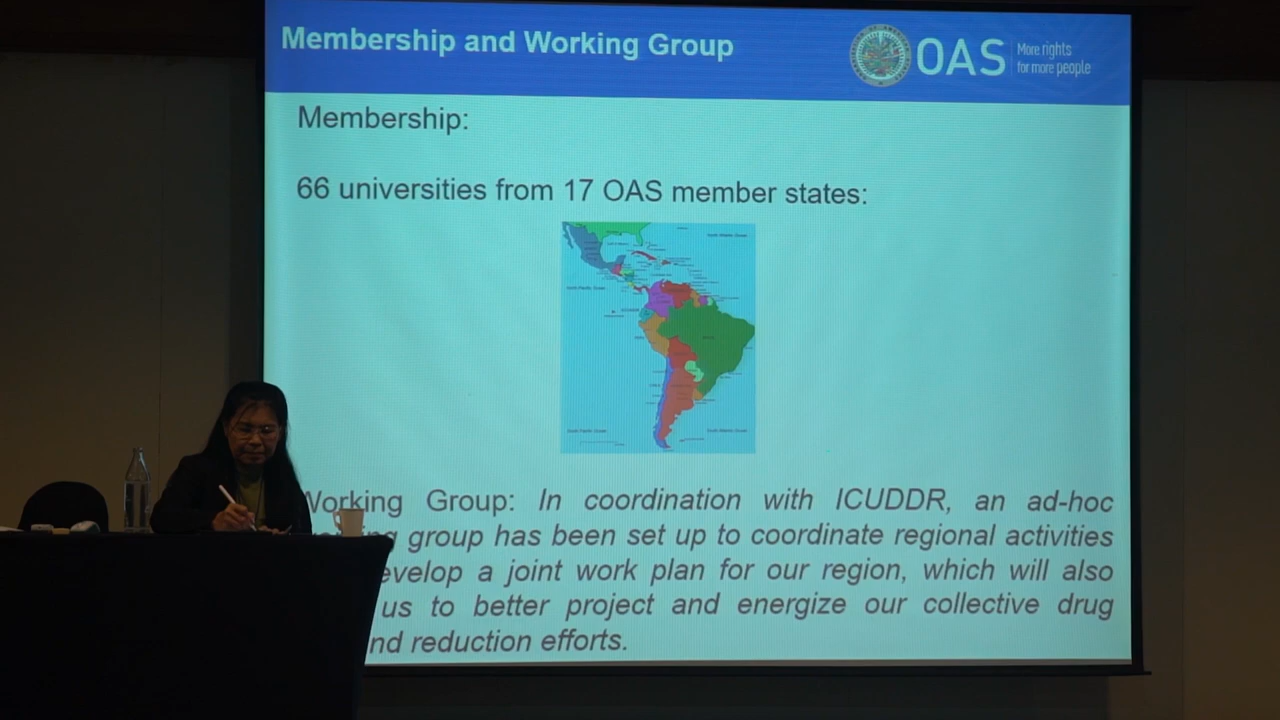 Membership and Working Group
OAS
More rights
for more people
Membership:
66 universities from 17 OAS member states:
Working Group: In coordination with ICUDDR, an ad-hoc
group has been set up to coordinate regional activities
develop a joint work plan for our region, which will also
us to better project and energize our collective drug
reduction efforts.